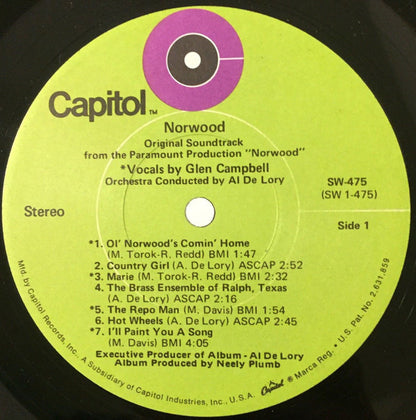 Capitol™
Norwood
Original Soundtrack
from the Paramount Production "Norwood"
*Vocals by Glen Campbell
Orchestra Conducted by Al De Lory
SW-475
(SW 1-475)
Stereo
Side 1
*1. Ol' Norwood's Comin' Home
(M. Torok-R. Redd) BMI 1:47
2. Country Girl (A. De Lory) ASCAP 2:52
*3. Marie (M. Torok-R. Redd) BMI 2:32
4. The Brass Ensemble of Ralph, Texas
(A. De Lory) ASCAP 2:16
*5. The Repo Man (M. Davis) BMI 1:54
6. Hot Wheels (A. De Lory) ASCAP 2:45
*7. I'll Paint You A Song
(M. Davis) BMI 4:05
Executive Producer of Album - Al De Lory
Album Produced by Neely Plumb
Mfd. by Capitol Records, Inc., A Subsidiary of Capitol Industries, Inc., U.S.A. Capitol ® Marca Reg. • U.S. Pat. No. 2,631,859